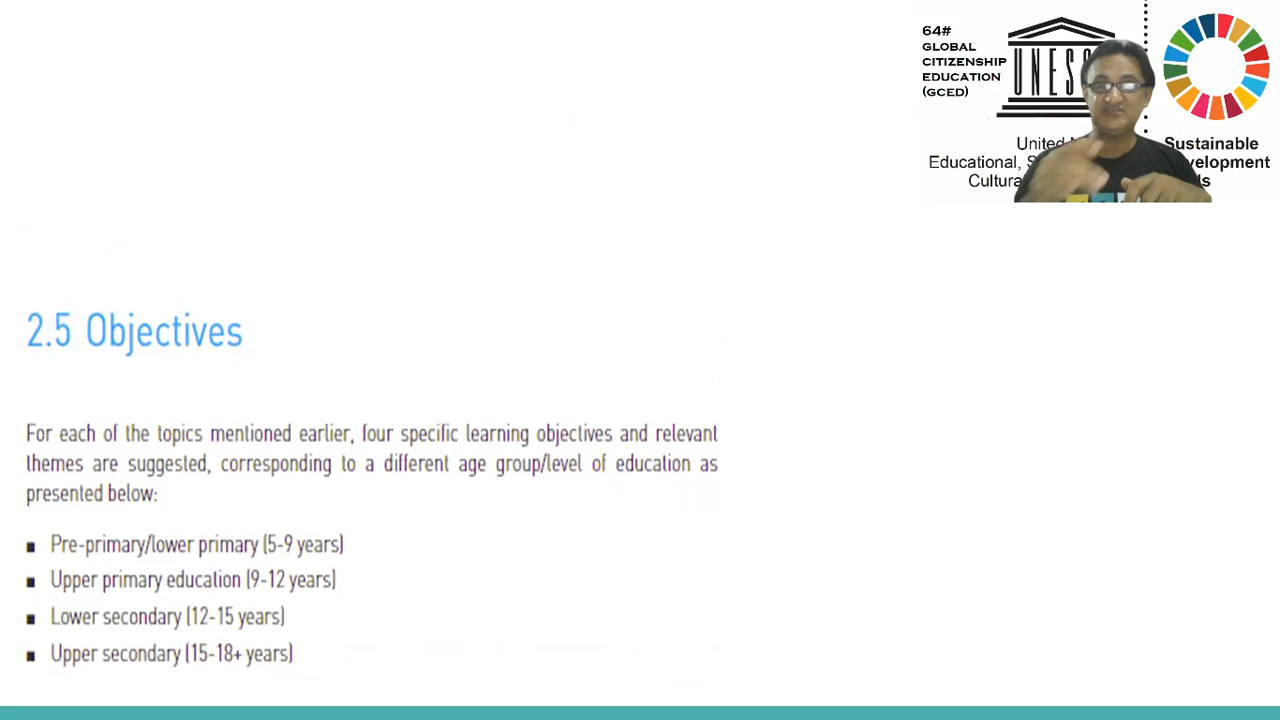 64#
GLOBAL
CITIZENSHIP
EDUCATION
(GCED)
UNESC
United
Educational,
Cultura
Sustainable
velopment
ls
2.5 Objectives
For each of the topics mentioned earlier, four specific learning objectives and relevant
themes are suggested, corresponding to a different age group/level of education as
presented below:
▪ Pre-primary/lower primary (5-9 years)
▪ Upper primary education (9-12 years)
▪ Lower secondary (12-15 years)
▪ Upper secondary (15-18+ years)